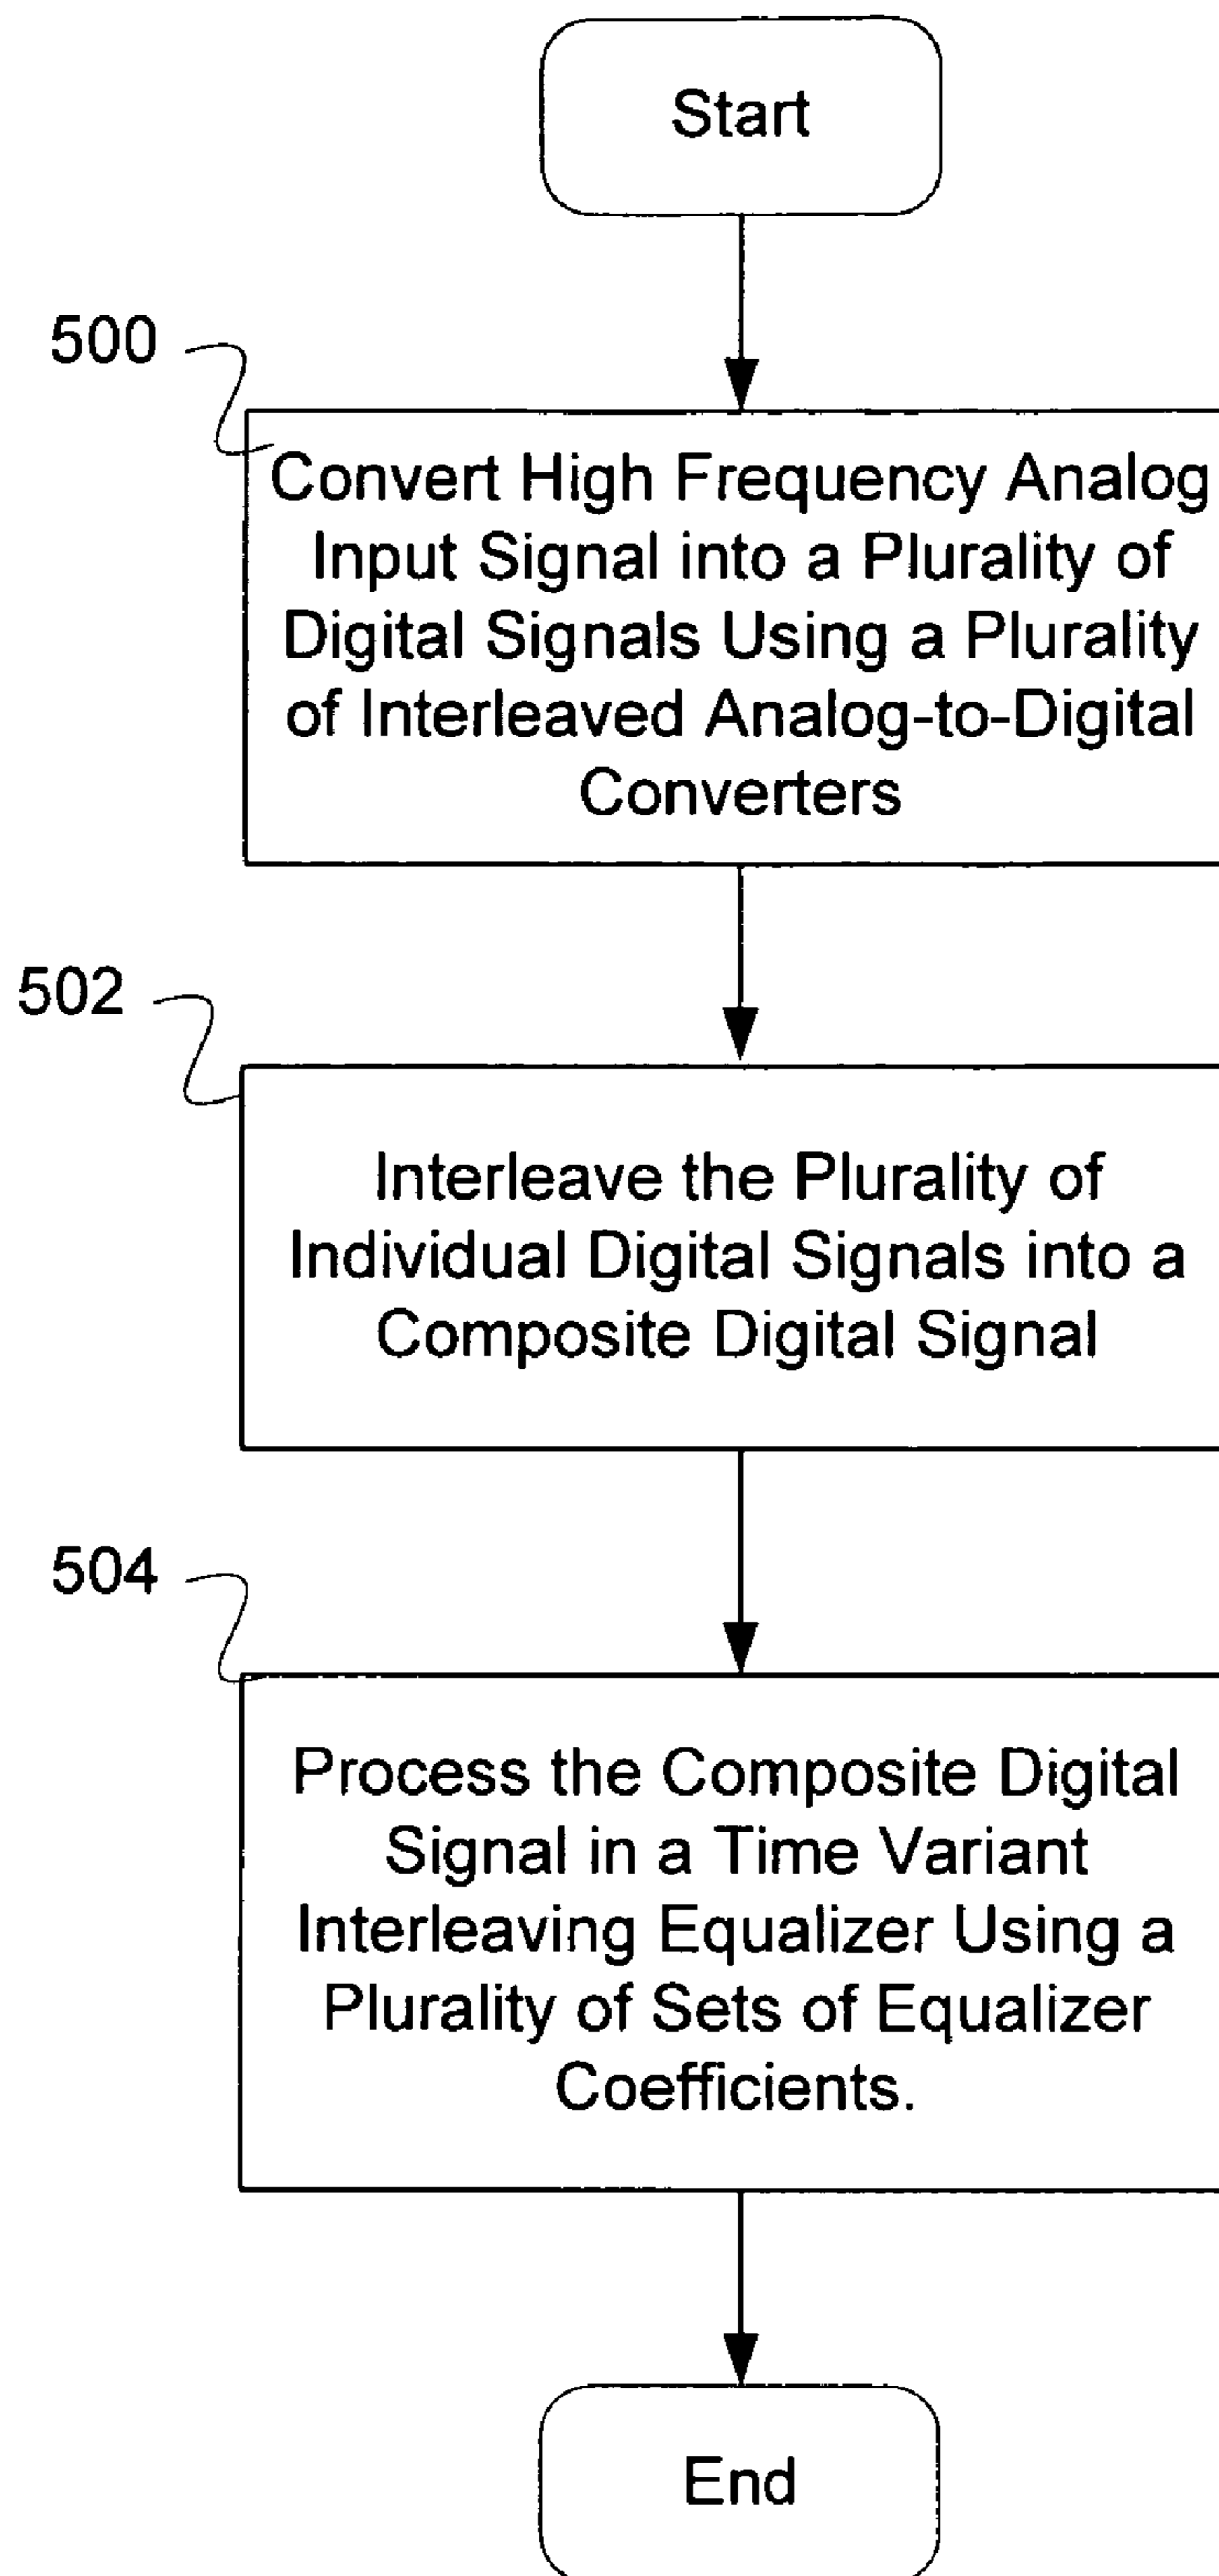 Start
500
Convert High Frequency Analog
Input Signal into a Plurality of
Digital Signals Using a Plurality
of Interleaved Analog-to-Digital
Converters
502
Interleave the Plurality of
Individual Digital Signals into a
Composite Digital Signal
504
Process the Composite Digital
Signal in a Time Variant
Interleaving Equalizer Using a
Plurality of Sets of Equalizer
Coefficients.
End